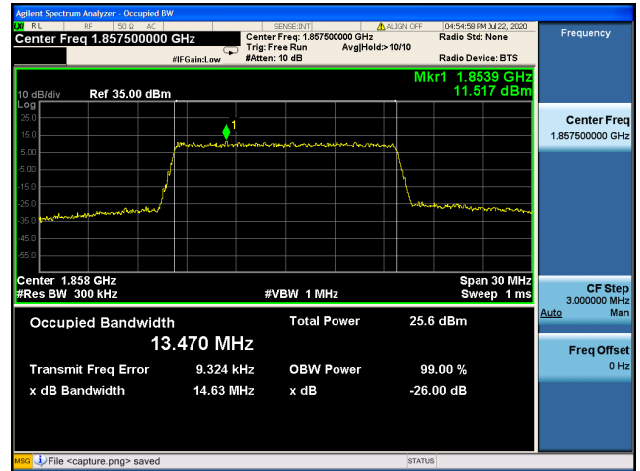 Agilent Spectrum Analyzer - Occupied BW
RL RF 50 Ω AC SENSE:INT ALIGN OFF 04:54:58 PM Jul 22, 2020
Center Freq 1.857500000 GHz
Center Freq: 1.857500000 GHz Radio Std: None
Trig: Free Run Avg|Hold:>10/10
#IFGain:Low #Atten: 10 dB Radio Device: BTS
Frequency
Mkr1 1.8539 GHz
11.517 dBm
10 dB/div Ref 35.00 dBm
Log
25.0
15.0
5.00
-5.00
-15.0
-25.0
-35.0
-45.0
-55.0
1
Center 1.858 GHz Span 30 MHz
#Res BW 300 kHz #VBW 1 MHz Sweep 1 ms
Occupied Bandwidth Total Power 25.6 dBm
13.470 MHz
Transmit Freq Error 9.324 kHz OBW Power 99.00 %
x dB Bandwidth 14.63 MHz x dB -26.00 dB
Center Freq
1.857500000 GHz
CF Step
3.000000 MHz
Auto Man
Freq Offset
0 Hz
MSG File <capture.png> saved STATUS